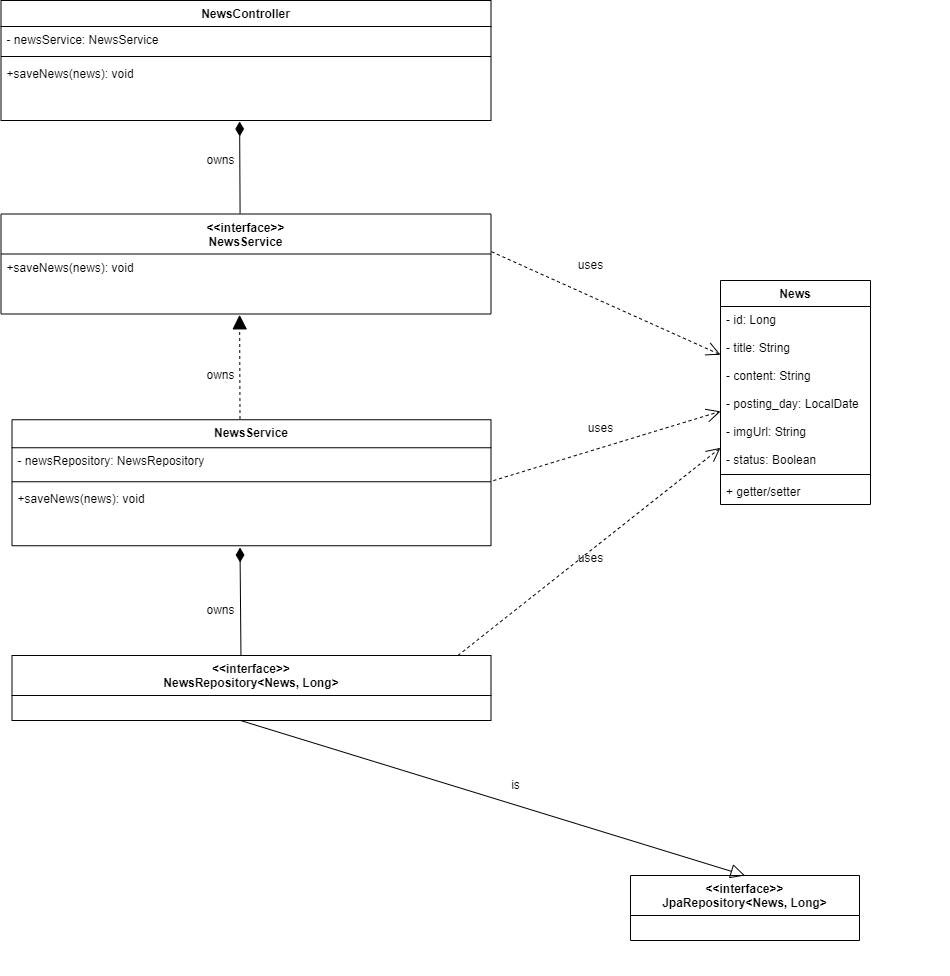 NewsController
- newsService: NewsService
+saveNews(news): void
owns
<<interface>>
NewsService
+saveNews(news): void
uses
News
- id: Long
- title: String
- content: String
- posting_day: LocalDate
- imgUrl: String
- status: Boolean
+ getter/setter
owns
NewsService
- newsRepository: NewsRepository
+saveNews(news): void
uses
uses
owns
<<interface>>
NewsRepository<News, Long>
is
<<interface>>
JpaRepository<News, Long>